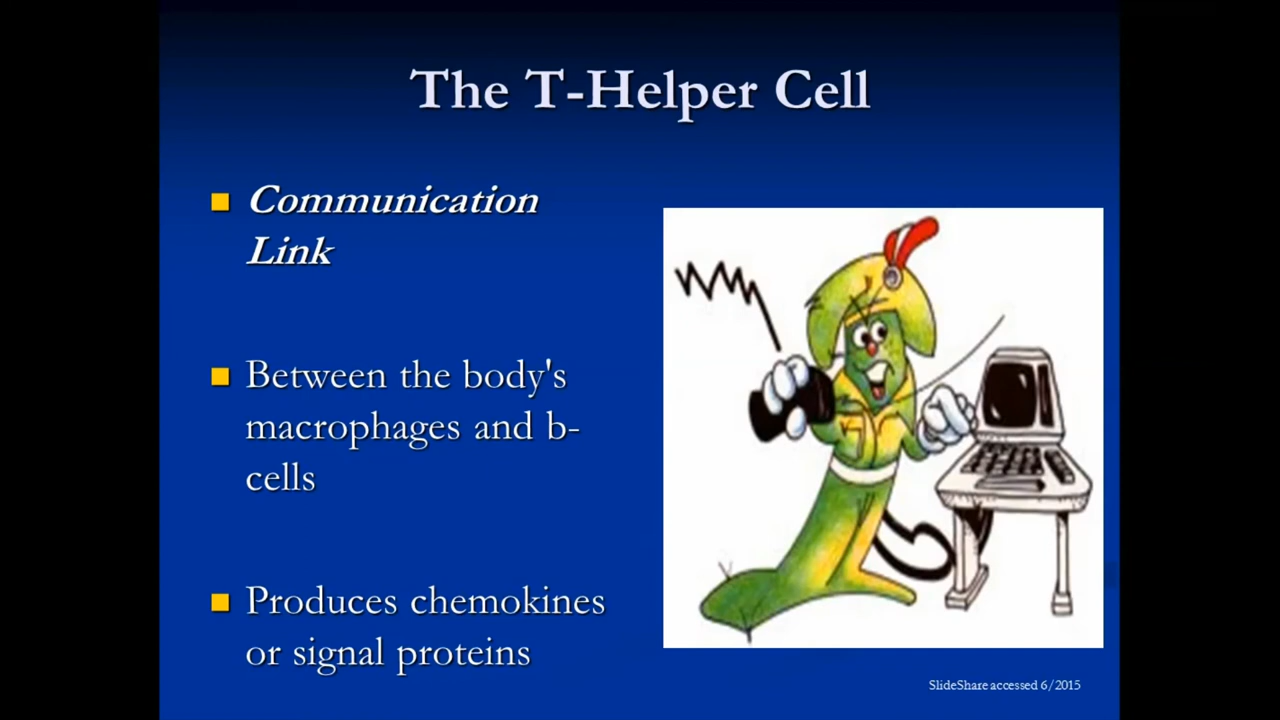 The T-Helper Cell
Communication
Link
Between the body's
macrophages and b-
cells
Produces chemokines
or signal proteins
SlideShare accessed 6/2015